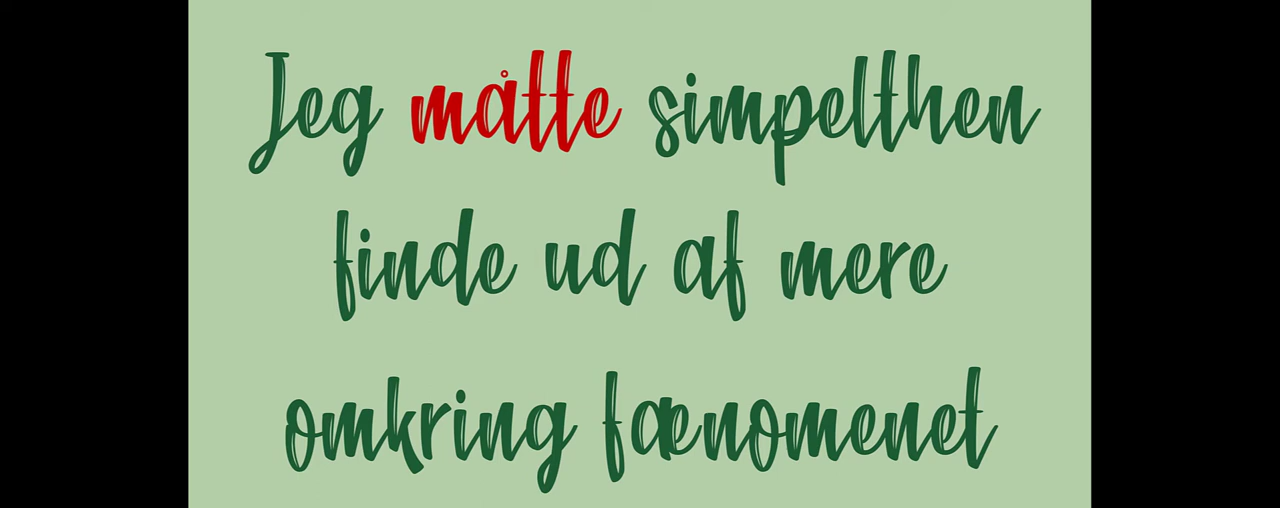 Jeg måtte simpelthen
finde ud af mere
omkring fænomenet